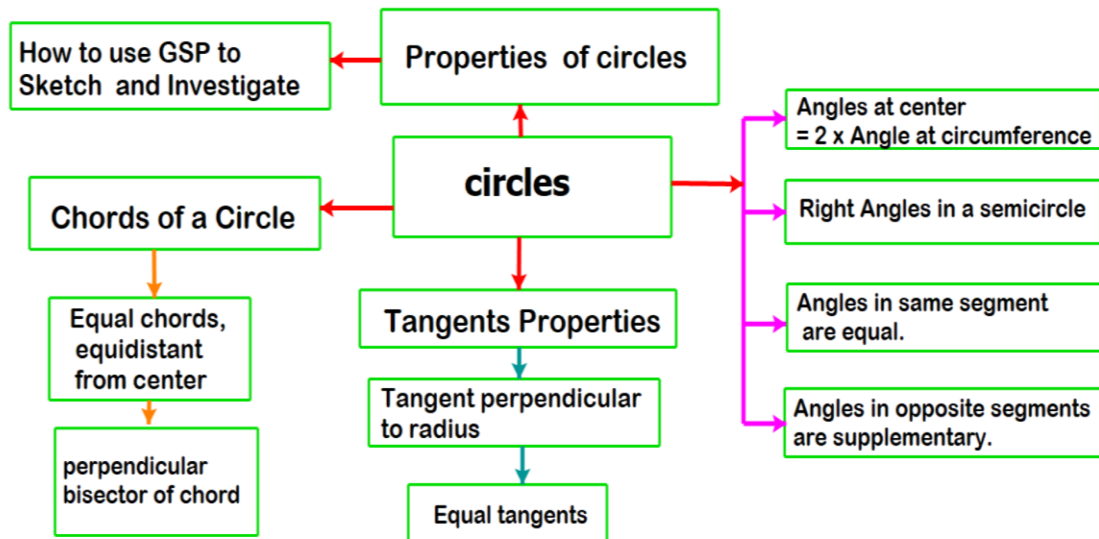 How to use GSP to
Sketch and Investigate
Properties of circles
circles
Chords of a Circle
Equal chords,
equidistant
from center
perpendicular
bisector of chord
Tangents Properties
Tangent perpendicular
to radius
Equal tangents
Angles at center
= 2 x Angle at circumference
Right Angles in a semicircle
Angles in same segment
are equal.
Angles in opposite segments
are supplementary.